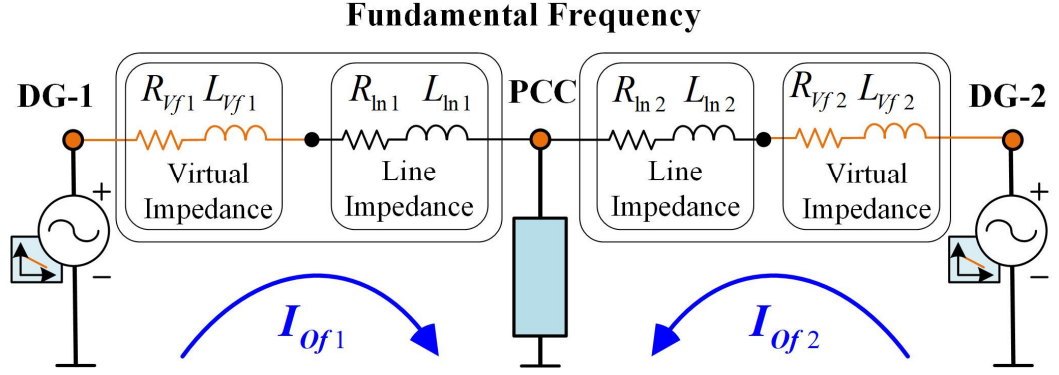 Fundamental Frequency
DG-1
R_Vf1 L_Vf1
R_ln1 L_ln1
PCC
R_ln2 L_ln2
R_Vf2 L_Vf2
DG-2
Virtual
Impedance
Line
Impedance
Line
Impedance
Virtual
Impedance
+
−
+
−
I_Of1
I_Of2